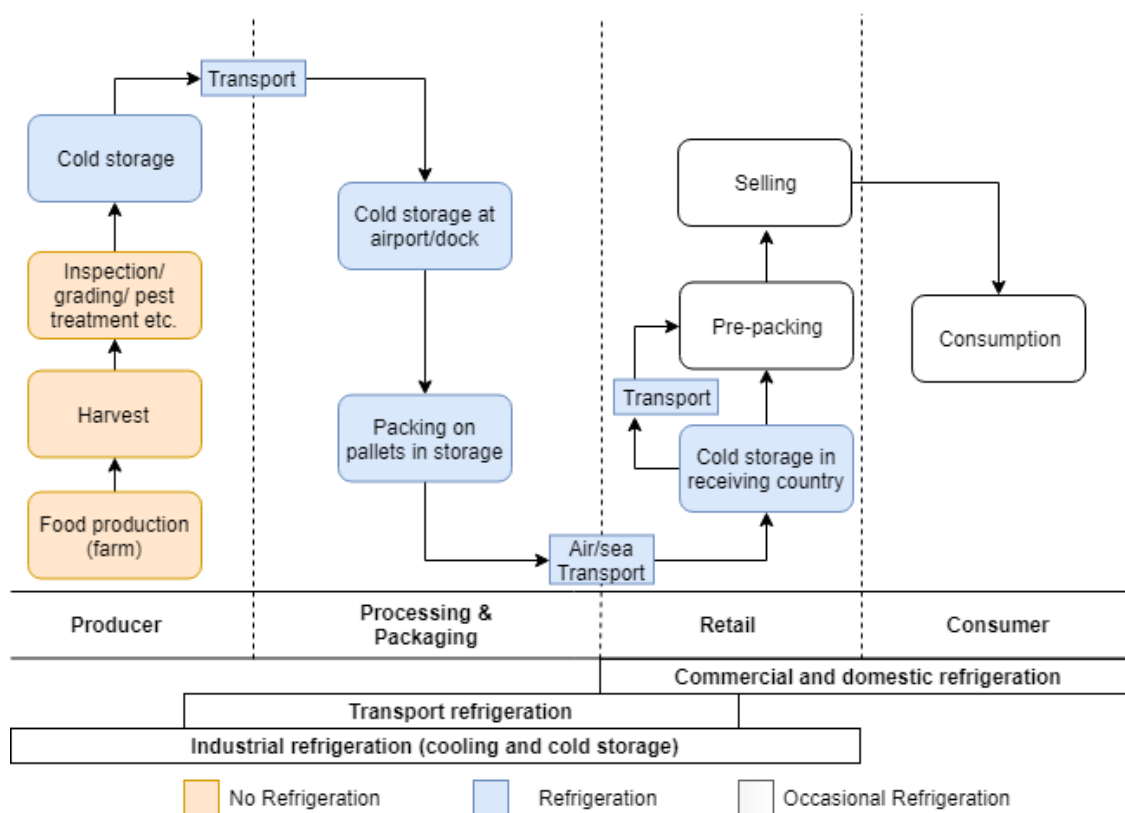 Transport
Cold storage
Inspection/
grading/ pest
treatment etc.
Harvest
Food production
(farm)
Cold storage at
airport/dock
Packing on
pallets in storage
Air/sea
Transport
Selling
Pre-packing
Transport
Cold storage in
receiving country
Consumption
Producer
Processing &
Packaging
Retail
Consumer
Commercial and domestic refrigeration
Transport refrigeration
Industrial refrigeration (cooling and cold storage)
No Refrigeration
Refrigeration
Occasional Refrigeration